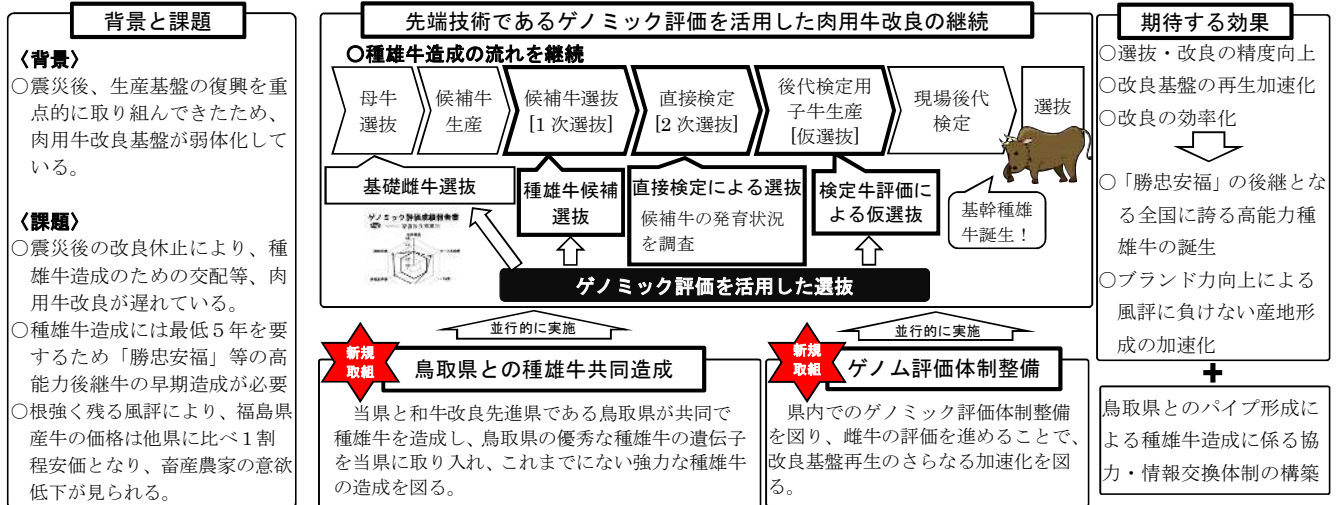 背景と課題
〈背景〉
○震災後、生産基盤の復興を重
点的に取り組んできたため、
肉用牛改良基盤が弱体化して
いる。
〈課題〉
○震災後の改良休止により、種
雄牛造成のための交配等、肉
用牛改良が遅れている。
○種雄牛造成には最低５年を要
するため「勝忠安福」等の高
能力後継牛の早期造成が必要
○根強く残る風評により、福島県
産牛の価格は他県に比べ１割
程安価となり、畜産農家の意欲
低下が見られる。
先端技術であるゲノミック評価を活用した肉用牛改良の継続
○種雄牛造成の流れを継続
母牛
選抜
候補牛
生産
候補牛選抜
[1 次選抜]
直接検定
[2 次選抜]
後代検定用
子牛生産
[仮選抜]
現場後代
検定
選抜
基礎雌牛選抜
種雄牛候補
選抜
直接検定による選抜
候補牛の発育状況
を調査
検定牛評価に
よる仮選抜
基幹種雄
牛誕生！
ゲノミック評価成績報告書
ゲノミック評価を活用した選抜
並行的に実施
並行的に実施
新規
取組
鳥取県との種雄牛共同造成
当県と和牛改良先進県である鳥取県が共同で
種雄牛を造成し、鳥取県の優秀な種雄牛の遺伝子
を当県に取り入れ、これまでにない強力な種雄牛
の造成を図る。
新規
取組
ゲノム評価体制整備
県内でのゲノミック評価体制整備
を図り、雌牛の評価を進めることで、
改良基盤再生のさらなる加速化を図
る。
期待する効果
○選抜・改良の精度向上
○改良基盤の再生加速化
○改良の効率化
○「勝忠安福」の後継とな
る全国に誇る高能力種
雄牛の誕生
○ブランド力向上による
風評に負けない産地形
成の加速化
＋
鳥取県とのパイプ形成に
よる種雄牛造成に係る協
力・情報交換体制の構築